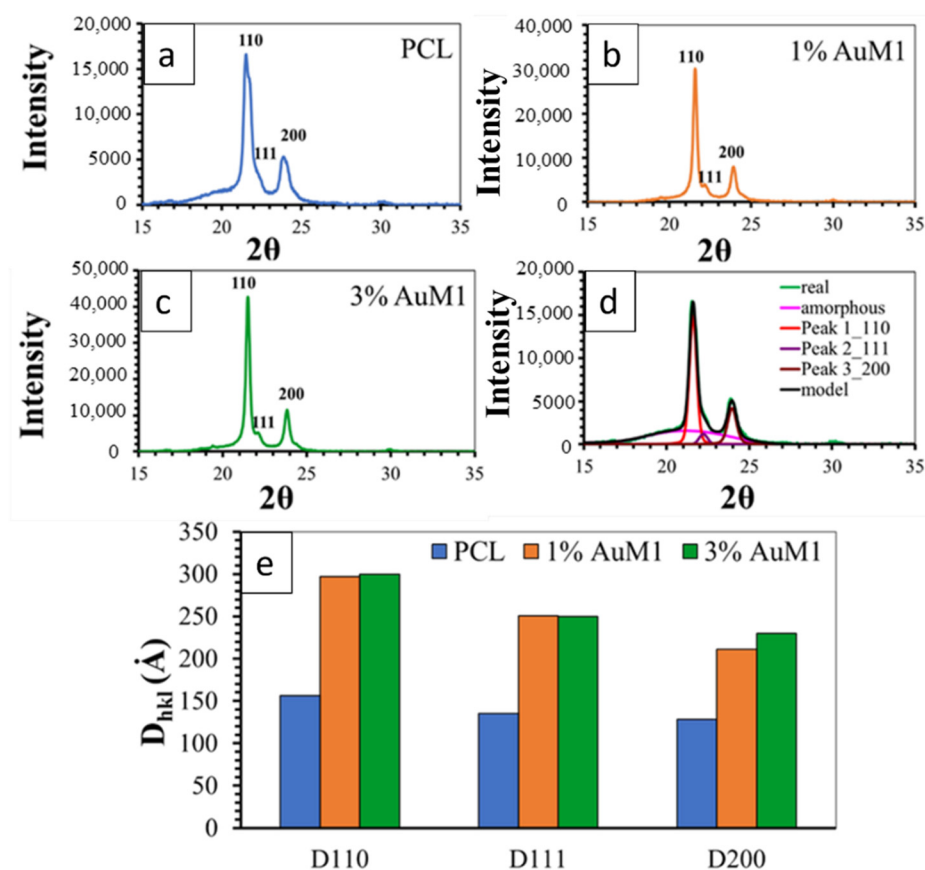 a
PCL
Intensity
20,000
15,000
10,000
5000
0
110
111
200
15 20 25 30 35
2θ
b
1% AuM1
Intensity
40,000
30,000
20,000
10,000
0
110
111
200
15 20 25 30 35
2θ
c
3% AuM1
Intensity
50,000
40,000
30,000
20,000
10,000
0
110
111
200
15 20 25 30 35
2θ
d
Intensity
20,000
15,000
10,000
5000
0
real
amorphous
Peak 1_110
Peak 2_111
Peak 3_200
model
15 20 25 30 35
2θ
e
PCL 1% AuM1 3% AuM1
Dhkl (Å)
350
300
250
200
150
100
50
0
D110 D111 D200